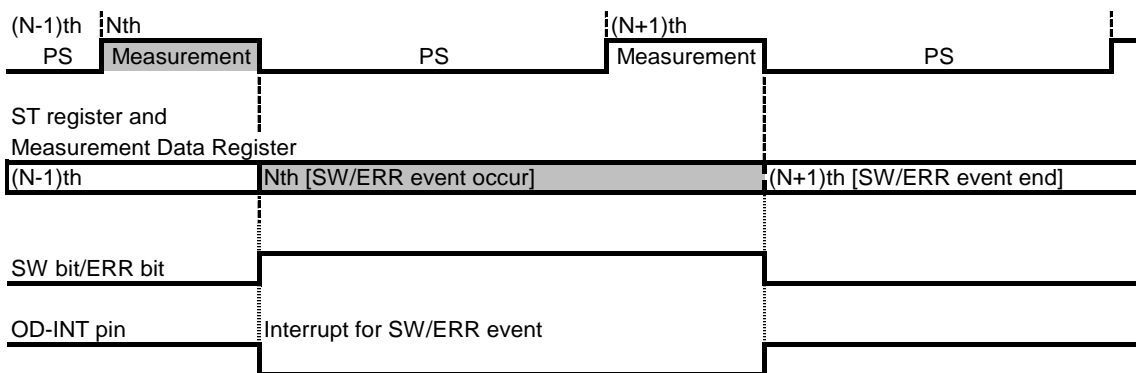 (N-1)th Nth (N+1)th
PS Measurement PS Measurement PS
ST register and
Measurement Data Register
(N-1)th Nth [SW/ERR event occur] (N+1)th [SW/ERR event end]
SW bit/ERR bit
OD-INT pin Interrupt for SW/ERR event